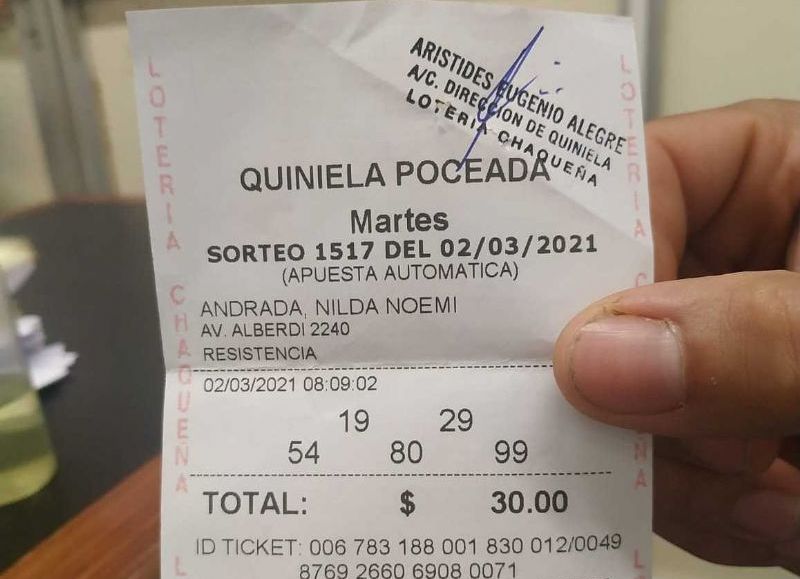 ARISTIDES EUGENIO ALEGRE
A/C. DIRECCION DE QUINIELA
LOTERIA CHAQUEÑA
QUINIELA POCEADA
Martes
SORTEO 1517 DEL 02/03/2021
(APUESTA AUTOMATICA)
ANDRADA, NILDA NOEMI
AV. ALBERDI 2240
RESISTENCIA
02/03/2021 08:09:02
19 29
54 80 99
TOTAL: $ 30.00
ID TICKET: 006 783 188 001 830 012/0049
8769 2660 6908 0071
LOTERIA CHAQUEÑA L
LOTERIA